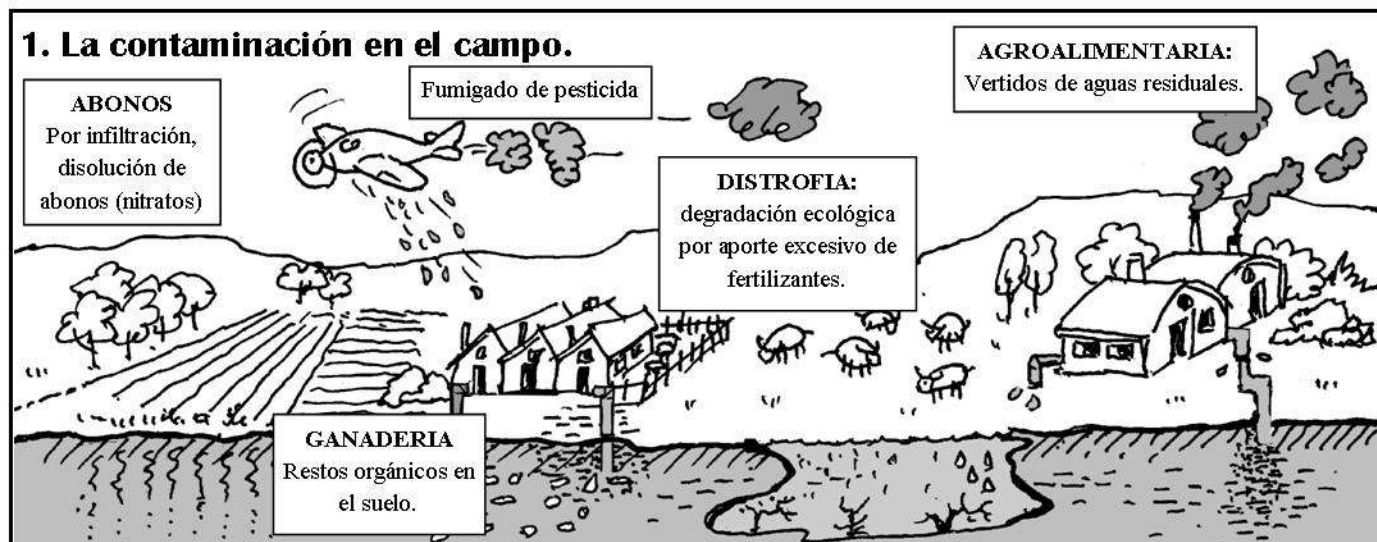 1. La contaminación en el campo.
ABONOS
Por infiltración,
disolución de
abonos (nitratos)
Fumigado de pesticida
AGROALIMENTARIA:
Vertidos de aguas residuales.
DISTROFIA:
degradación ecológica
por aporte excesivo de
fertilizantes.
GANADERIA
Restos orgánicos en
el suelo.